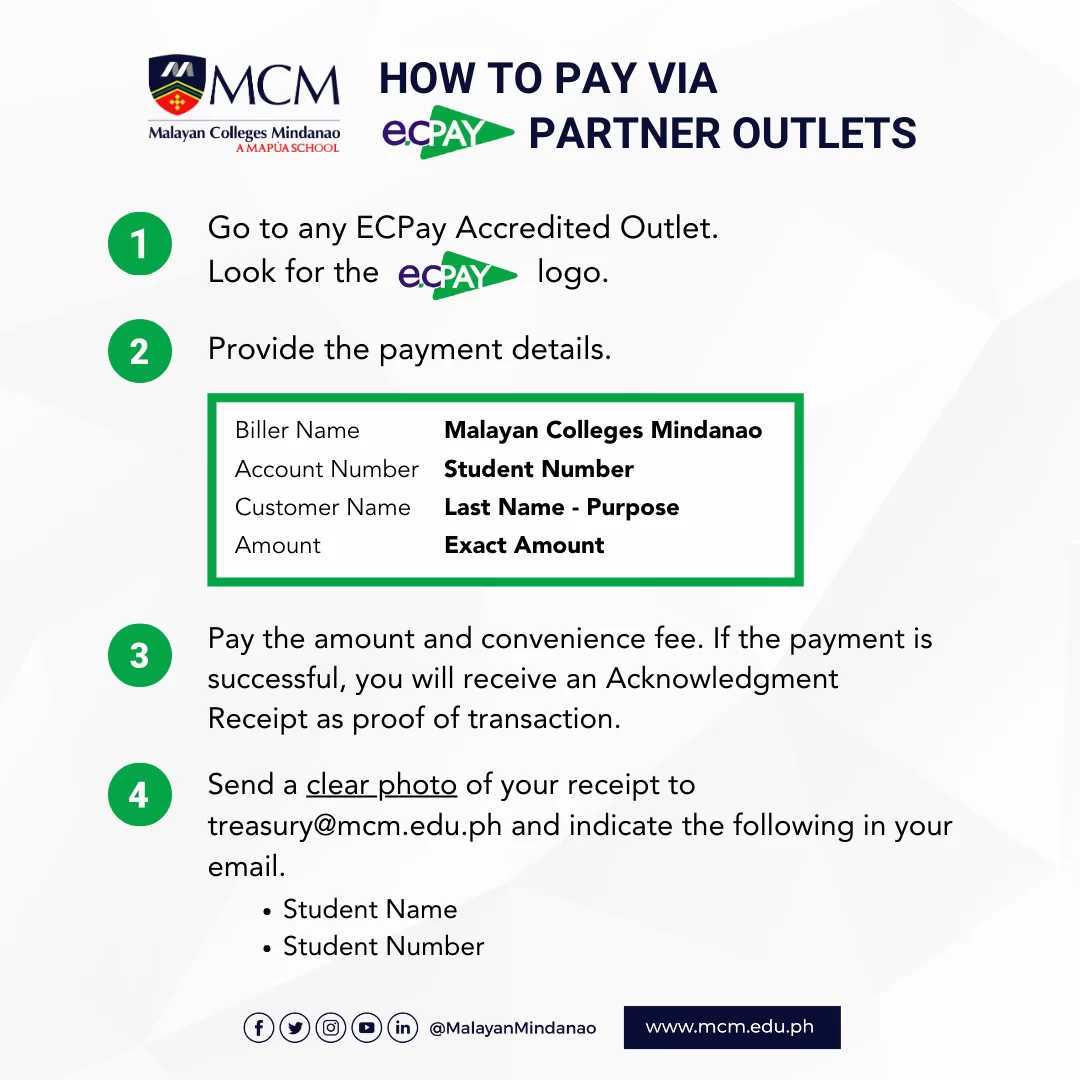 MCM
Malayan Colleges Mindanao
A MAPÚA SCHOOL
HOW TO PAY VIA
ecPAY PARTNER OUTLETS
1
Go to any ECPay Accredited Outlet.
Look for the ecPAY logo.
2
Provide the payment details.
Biller Name Malayan Colleges Mindanao
Account Number Student Number
Customer Name Last Name - Purpose
Amount Exact Amount
3
Pay the amount and convenience fee. If the payment is
successful, you will receive an Acknowledgment
Receipt as proof of transaction.
4
Send a clear photo of your receipt to
treasury@mcm.edu.ph and indicate the following in your
email.
• Student Name
• Student Number
@MalayanMindanao
www.mcm.edu.ph